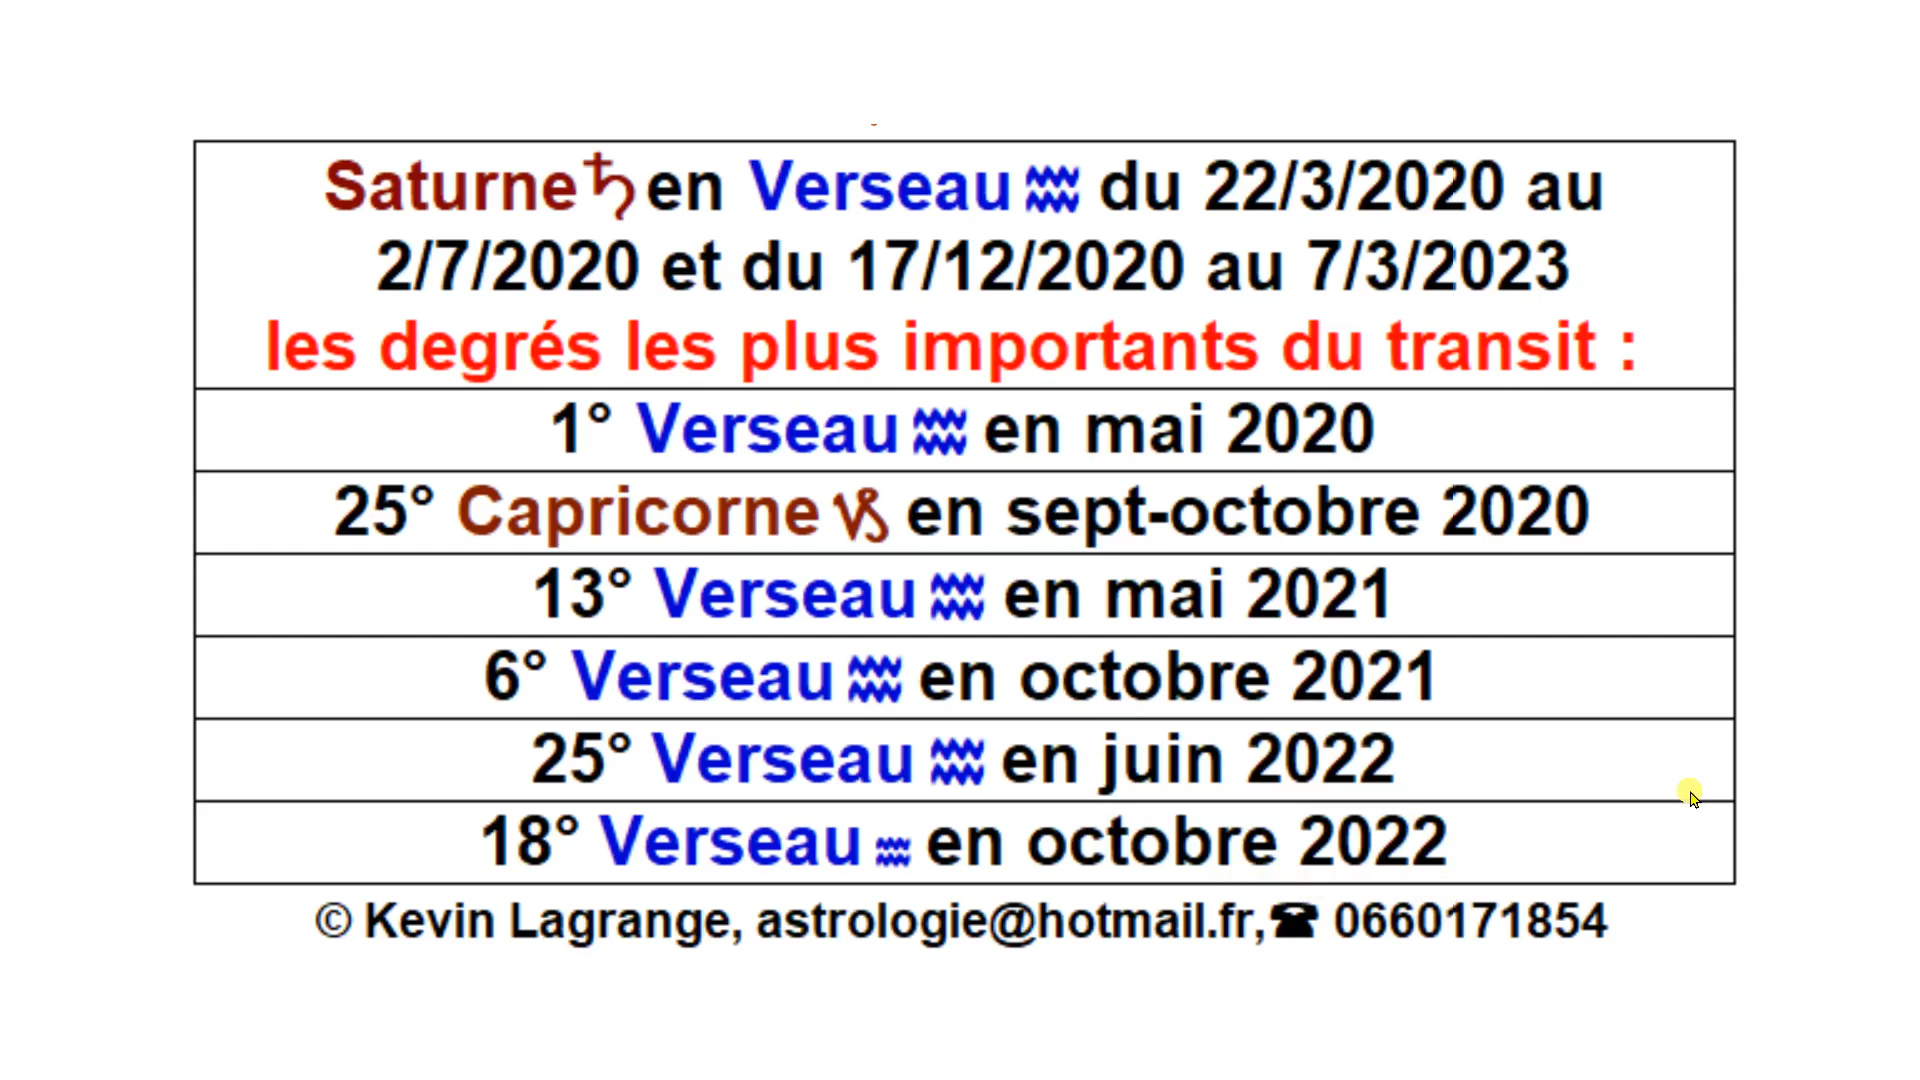 Saturne♄en Verseau♒ du 22/3/2020 au
2/7/2020 et du 17/12/2020 au 7/3/2023
les degrés les plus importants du transit :
1° Verseau♒ en mai 2020
25° Capricorne♑ en sept-octobre 2020
13° Verseau♒ en mai 2021
6° Verseau♒ en octobre 2021
25° Verseau♒ en juin 2022
18° Verseau♒ en octobre 2022
© Kevin Lagrange, astrologie@hotmail.fr,☎ 0660171854